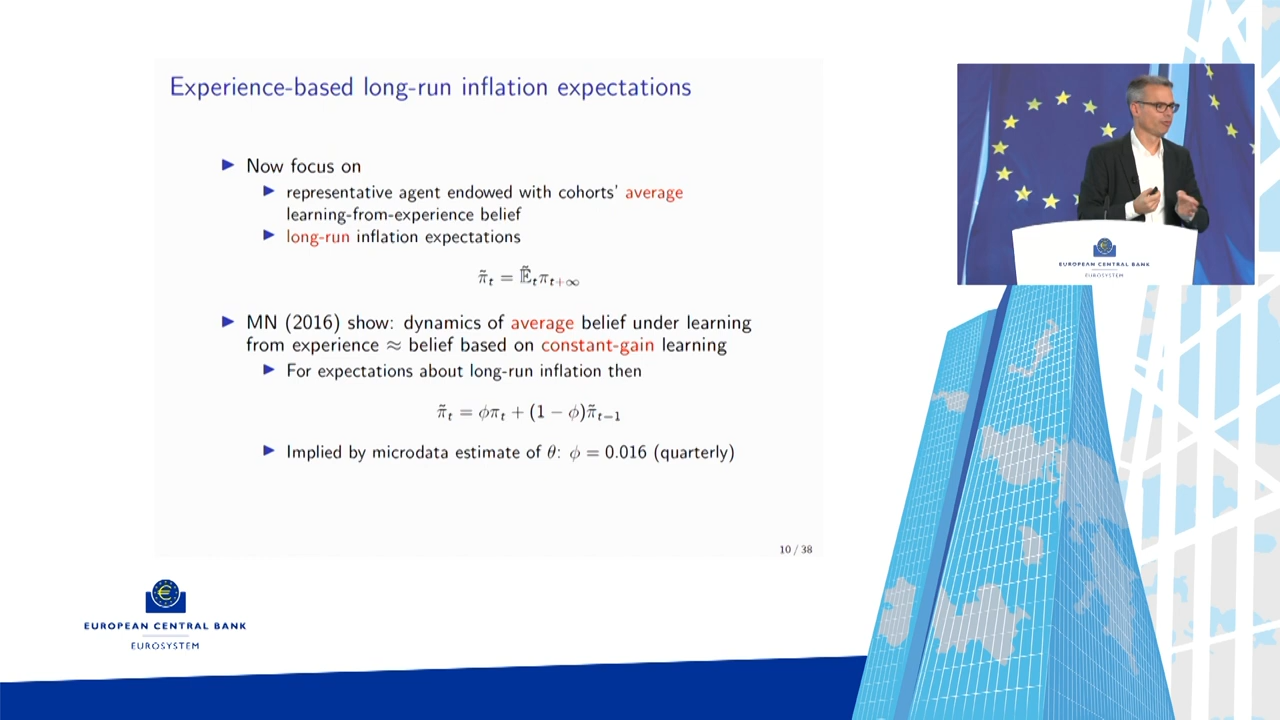 Experience-based long-run inflation expectations
▶ Now focus on
▶ representative agent endowed with cohorts' average
learning-from-experience belief
▶ long-run inflation expectations
π̃ₜ = Ẽₜπₜ₊∞
▶ MN (2016) show: dynamics of average belief under learning
from experience ≈ belief based on constant-gain learning
▶ For expectations about long-run inflation then
π̃ₜ = ϕπₜ + (1 − ϕ)π̃ₜ₋₁
▶ Implied by microdata estimate of θ: ϕ = 0.016 (quarterly)
10 / 38
EUROPEAN CENTRAL BANK
EUROSYSTEM
EUROPEAN CENTRAL BANK
EUROSYSTEM